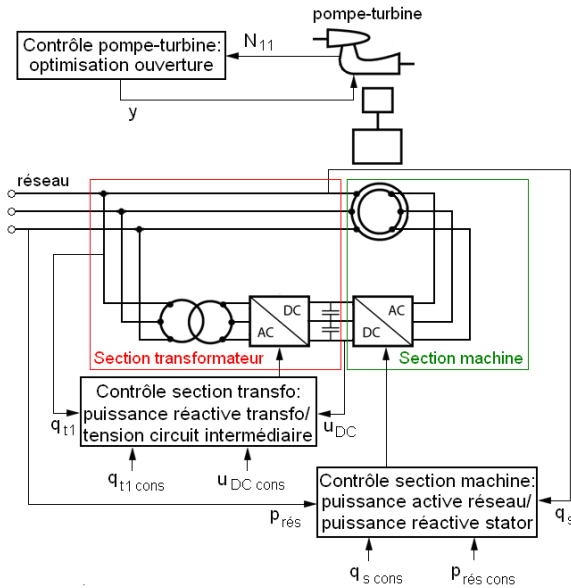 pompe-turbine
Contrôle pompe-turbine:
optimisation ouverture
N11
y
réseau
DC
AC
AC
DC
Section transformateur
Section machine
Contrôle section transfo:
puissance réactive transfo/
tension circuit intermédiaire
qt1
uDC
qt1 cons
uDC cons
Contrôle section machine:
puissance active réseau/
puissance réactive stator
prés
qs
qs cons
prés cons